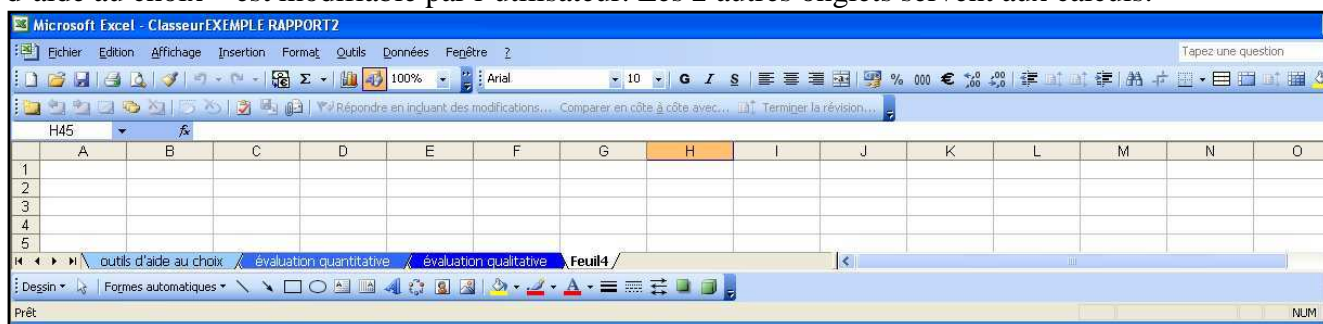 d'aide au choix » est modifiable par l'utilisateur. Les 2 autres onglets servent aux calculs.
Microsoft Excel - ClasseurEXEMPLE RAPPORT2
Fichier Edition Affichage Insertion Format Outils Données Fenêtre ? Tapez une question
100% Arial 10 G I S % 000 €
Répondre en incluant des modifications... Comparer en côte à côte avec... Terminer la révision...
H45 fx
A B C D E F G H I J K L M N O
1
2
3
4
5
outils d'aide au choix évaluation quantitative évaluation qualitative Feuil4
Dessin Formes automatiques
Prêt NUM